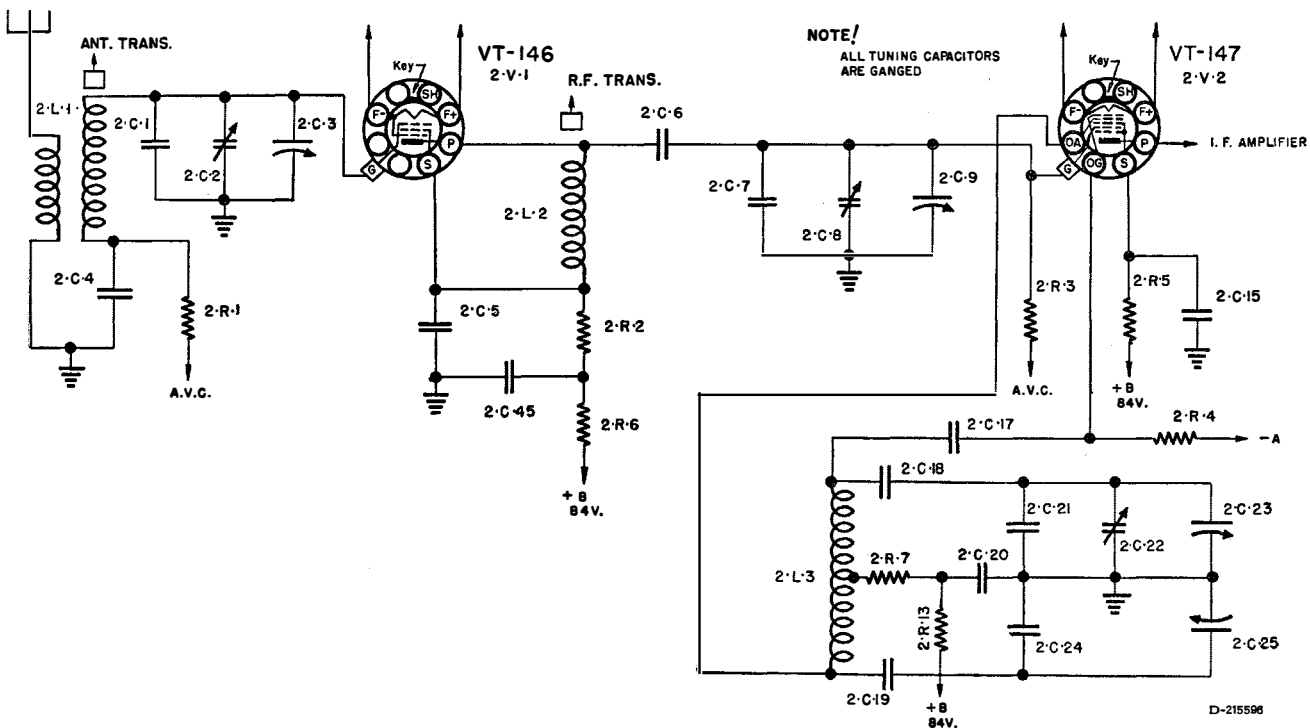 ANT. TRANS.
VT-146
2·V·1
R.F. TRANS.
NOTE!
ALL TUNING CAPACITORS
ARE GANGED
VT-147
2·V·2
Key
SH
F-
F+
P
S
G
Key
SH
F-
F+
OA
P
G
OG
S
I.F. AMPLIFIER
2·L·1
2·C·1
2·C·2
2·C·3
2·C·6
2·L·2
2·C·7
2·C·8
2·C·9
2·C·4
2·R·1
A.V.C.
2·C·5
2·R·2
2·C·45
2·R·6
+B
84V.
2·R·3
A.V.C.
2·R·5
+B
84V.
2·C·15
2·C·17
2·R·4
-A
2·C·18
2·C·21
2·C·22
2·C·23
2·L·3
2·R·7
2·C·20
2·R·13
2·C·24
2·C·25
2·C·19
+B
84V.
D-215596